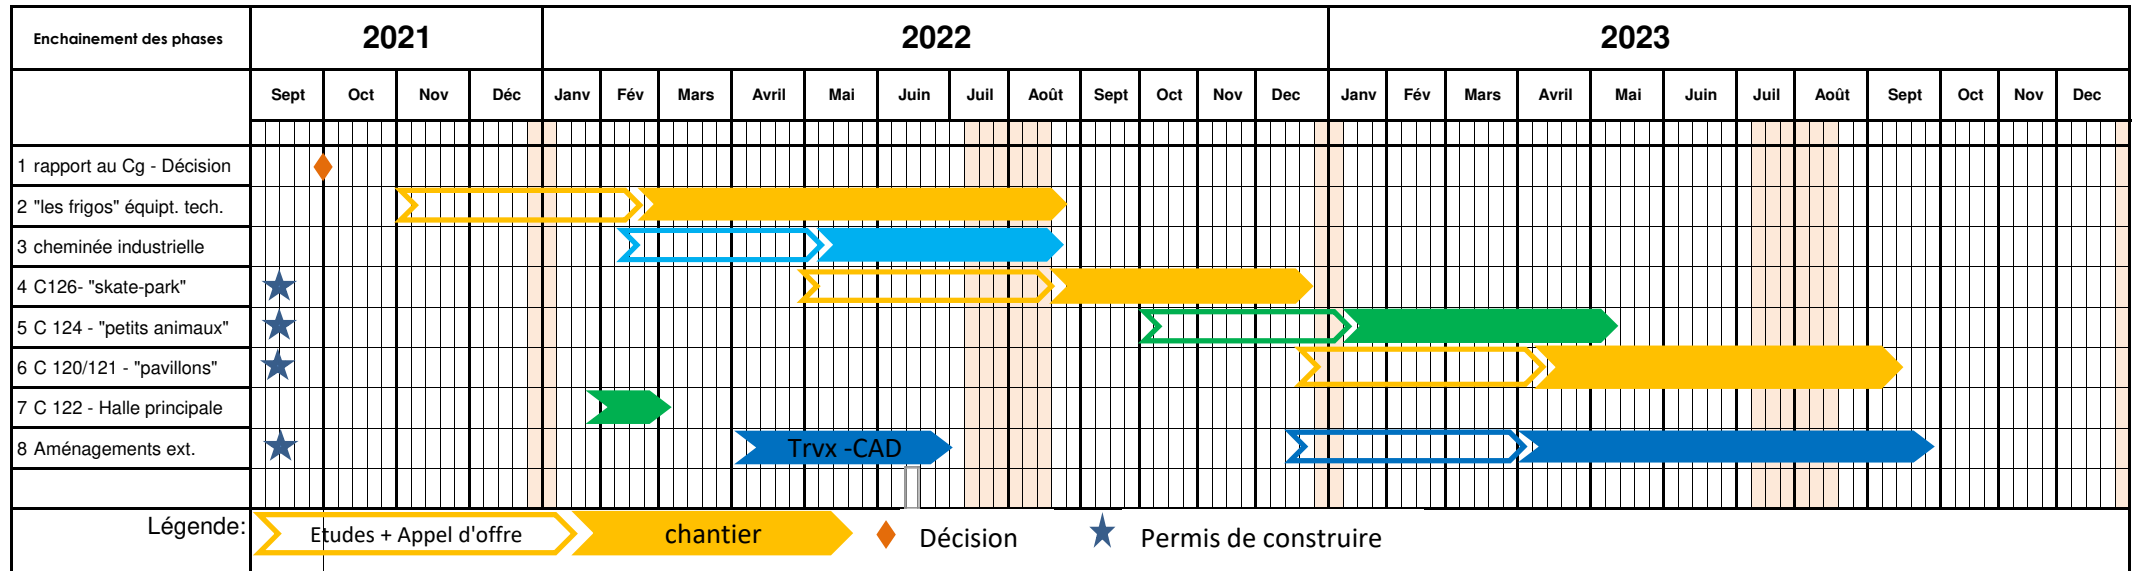 Enchainement des phases 2021 2022 2023
Sept Oct Nov Déc Janv Fév Mars Avril Mai Juin Juil Août Sept Oct Nov Dec Janv Fév Mars Avril Mai Juin Juil Août Sept Oct Nov Dec
1 rapport au Cg - Décision
2 "les frigos" équipt. tech.
3 cheminée industrielle
4 C126- "skate-park"
5 C 124 - "petits animaux"
6 C 120/121 - "pavillons"
7 C 122 - Halle principale
8 Aménagements ext. Trvx -CAD
Légende: Etudes + Appel d'offre chantier Décision Permis de construire